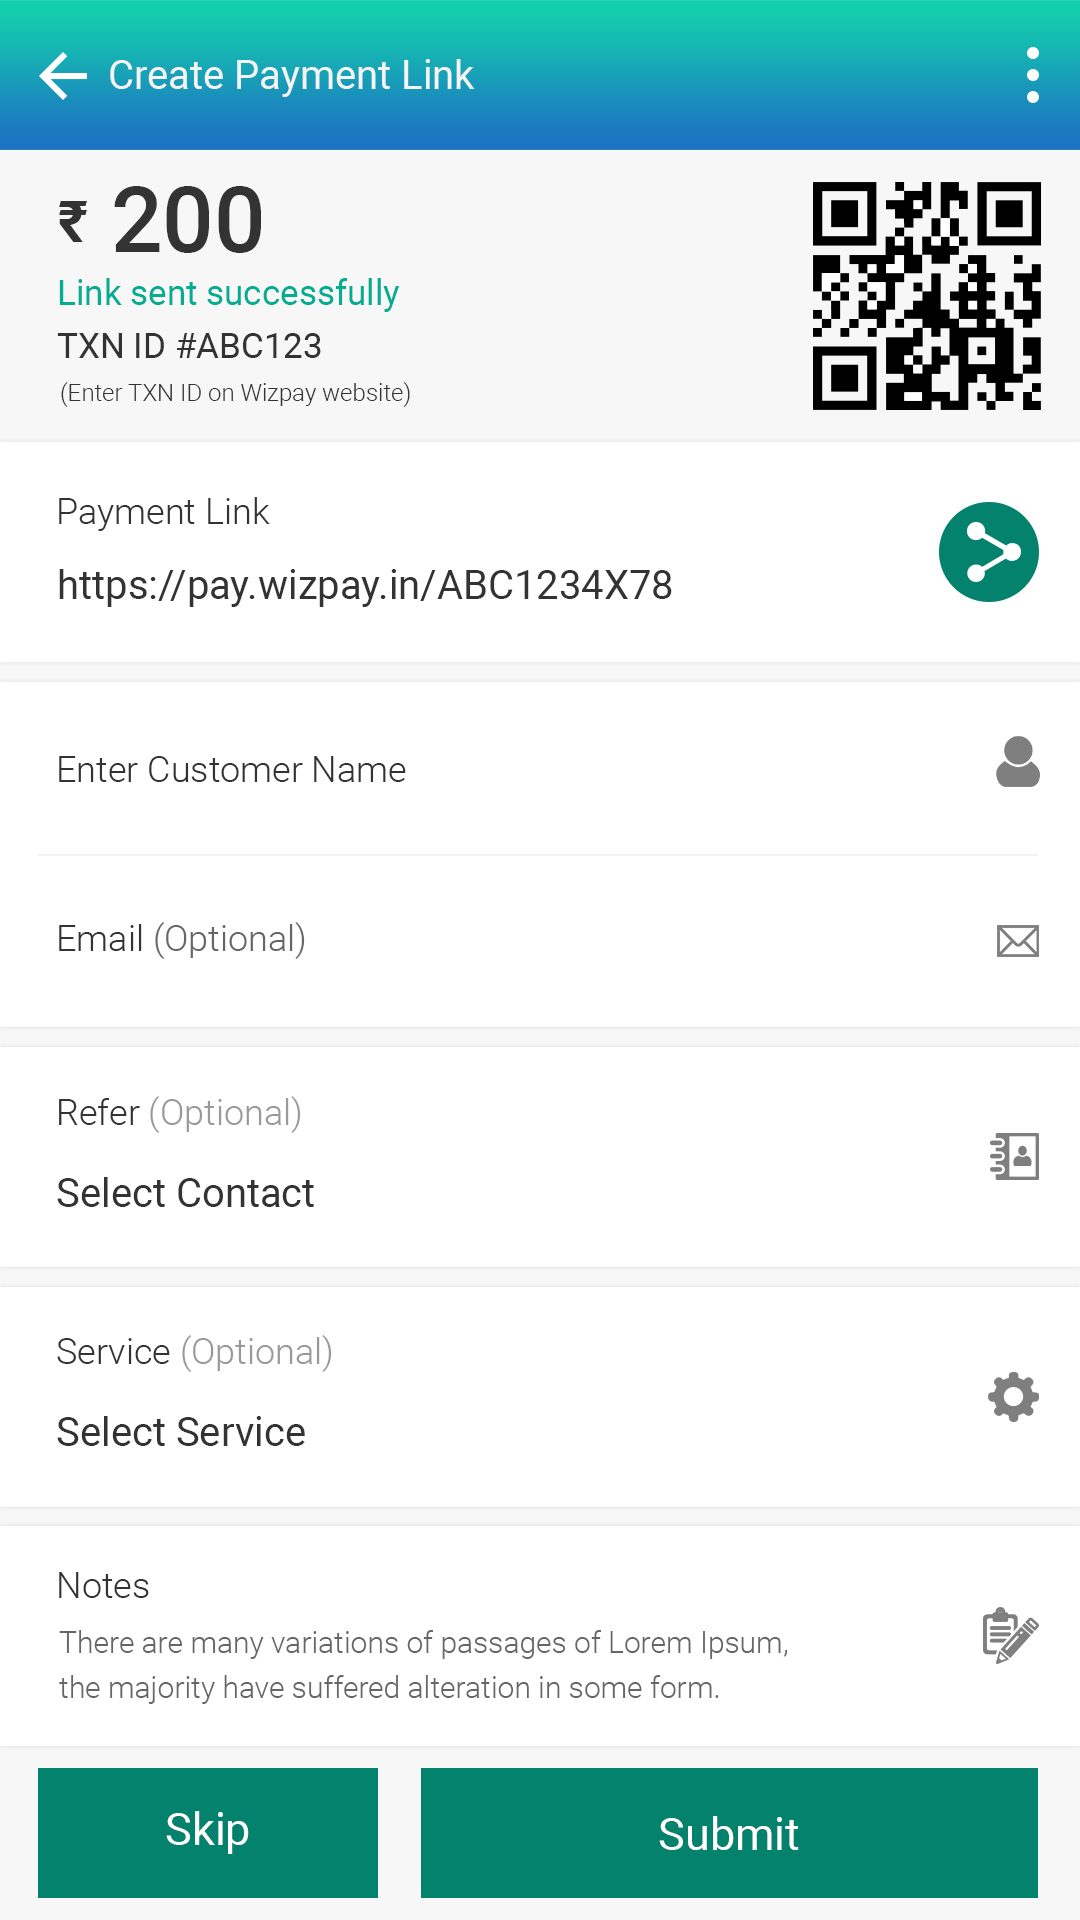 Create Payment Link
₹ 200
Link sent successfully
TXN ID #ABC123
(Enter TXN ID on Wizpay website)
Payment Link
https://pay.wizpay.in/ABC1234X78
Enter Customer Name
Email (Optional)
Refer (Optional)
Select Contact
Service (Optional)
Select Service
Notes
There are many variations of passages of Lorem Ipsum,
the majority have suffered alteration in some form.
Skip
Submit